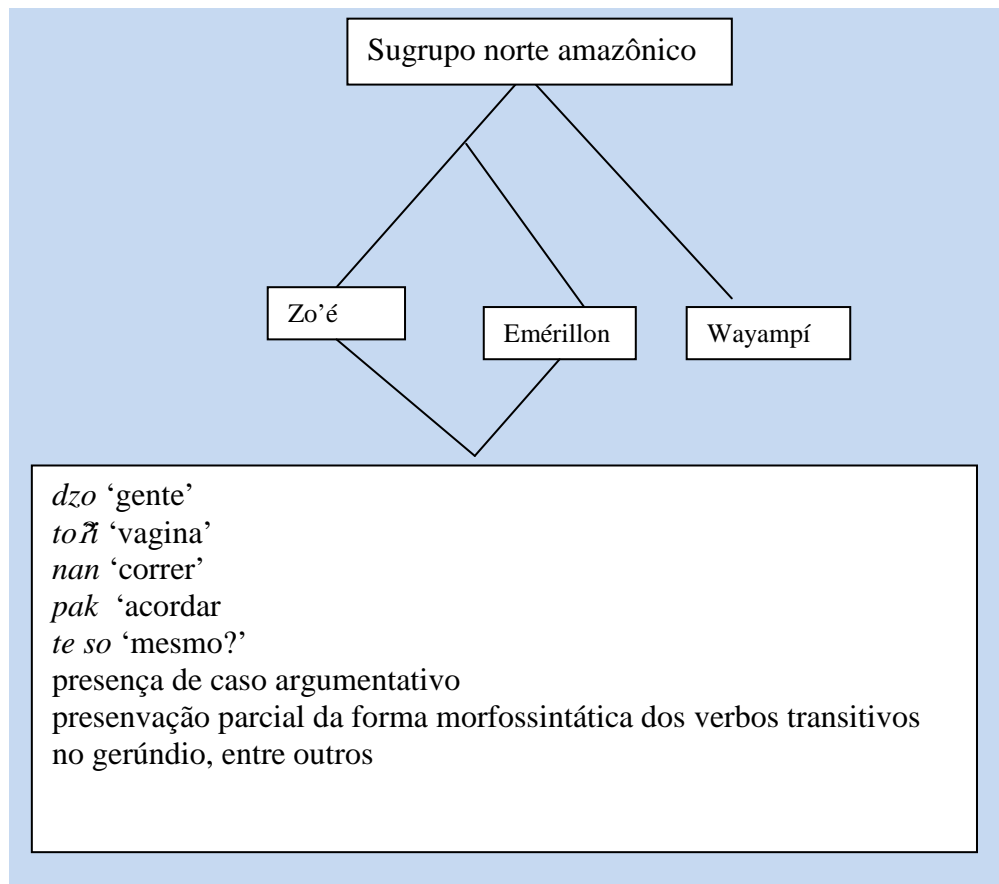 Sugrupo norte amazônico
Zo’é
Emérillon
Wayampí
dzo ‘gente’
‘vagina’
nan ‘correr’
pak ‘acordar
te so ‘mesmo?’
presença de caso argumentativo
presenvação parcial da forma morfossintática dos verbos transitivos
no gerúndio, entre outros